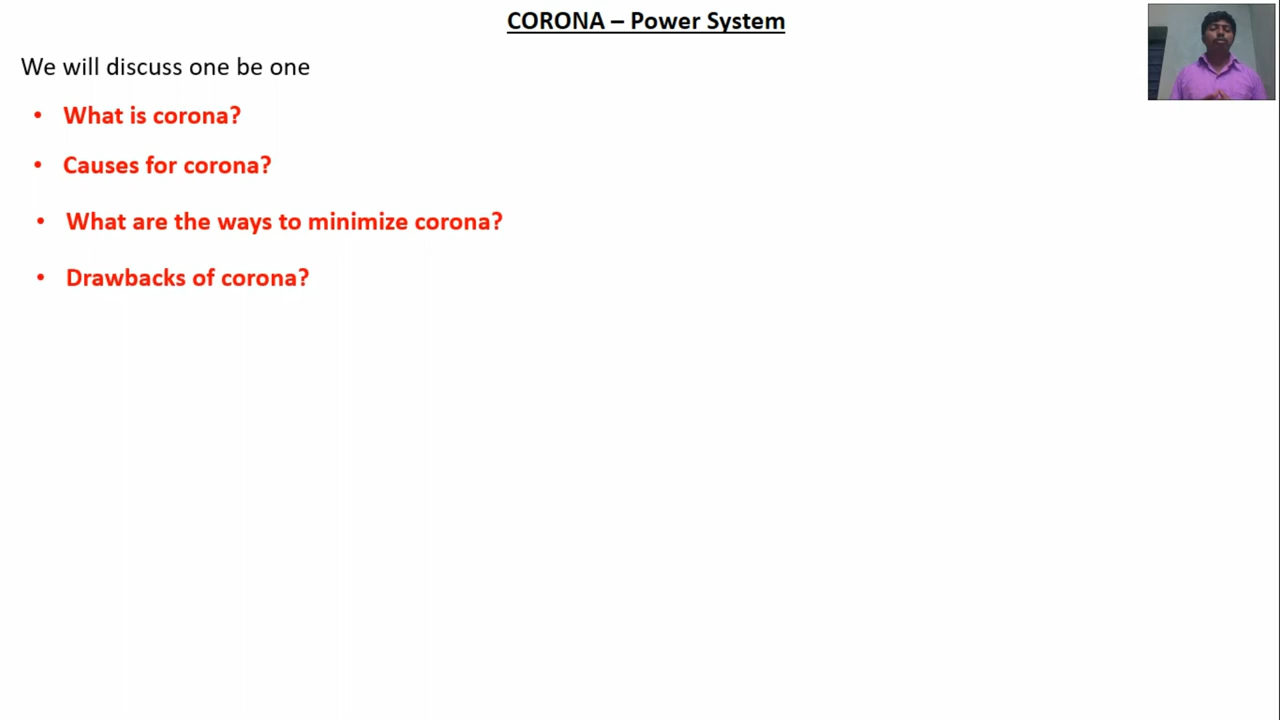 CORONA – Power System
We will discuss one be one
• What is corona?
• Causes for corona?
• What are the ways to minimize corona?
• Drawbacks of corona?